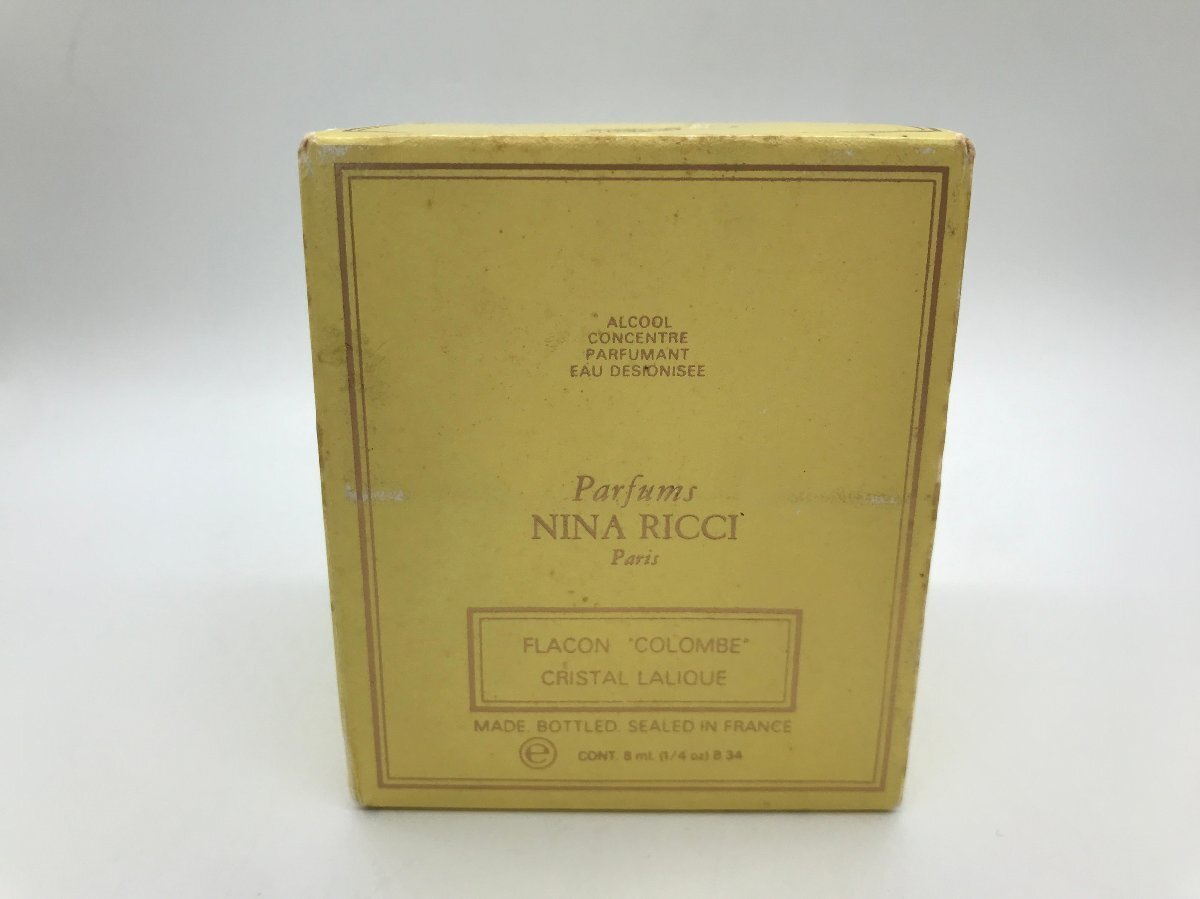 ALCOOL
CONCENTRE
PARFUMANT
EAU DESIONISEE
Parfums
NINA RICCI
Paris
FLACON "COLOMBE"
CRISTAL LALIQUE
MADE. BOTTLED. SEALED IN FRANCE
e CONT. 8 ml. (1/4 oz) B 34